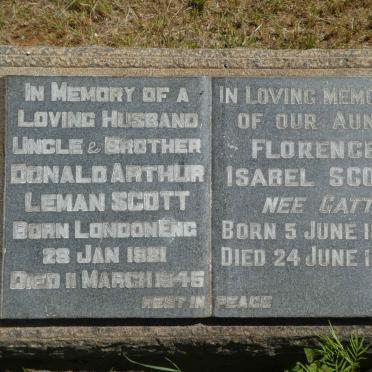 IN MEMORY OF A
LOVING HUSBAND
UNCLE & BROTHER
DONALD ARTHUR
LEMAN SCOTT
BORN LONDON ENG
28 JAN 1881
DIED 11 MARCH 1945
IN LOVING MEMO
OF OUR AUN
FLORENCE
ISABEL SCO
NEE GATT
BORN 5 JUNE 1
DIED 24 JUNE 1
REST IN PEACE